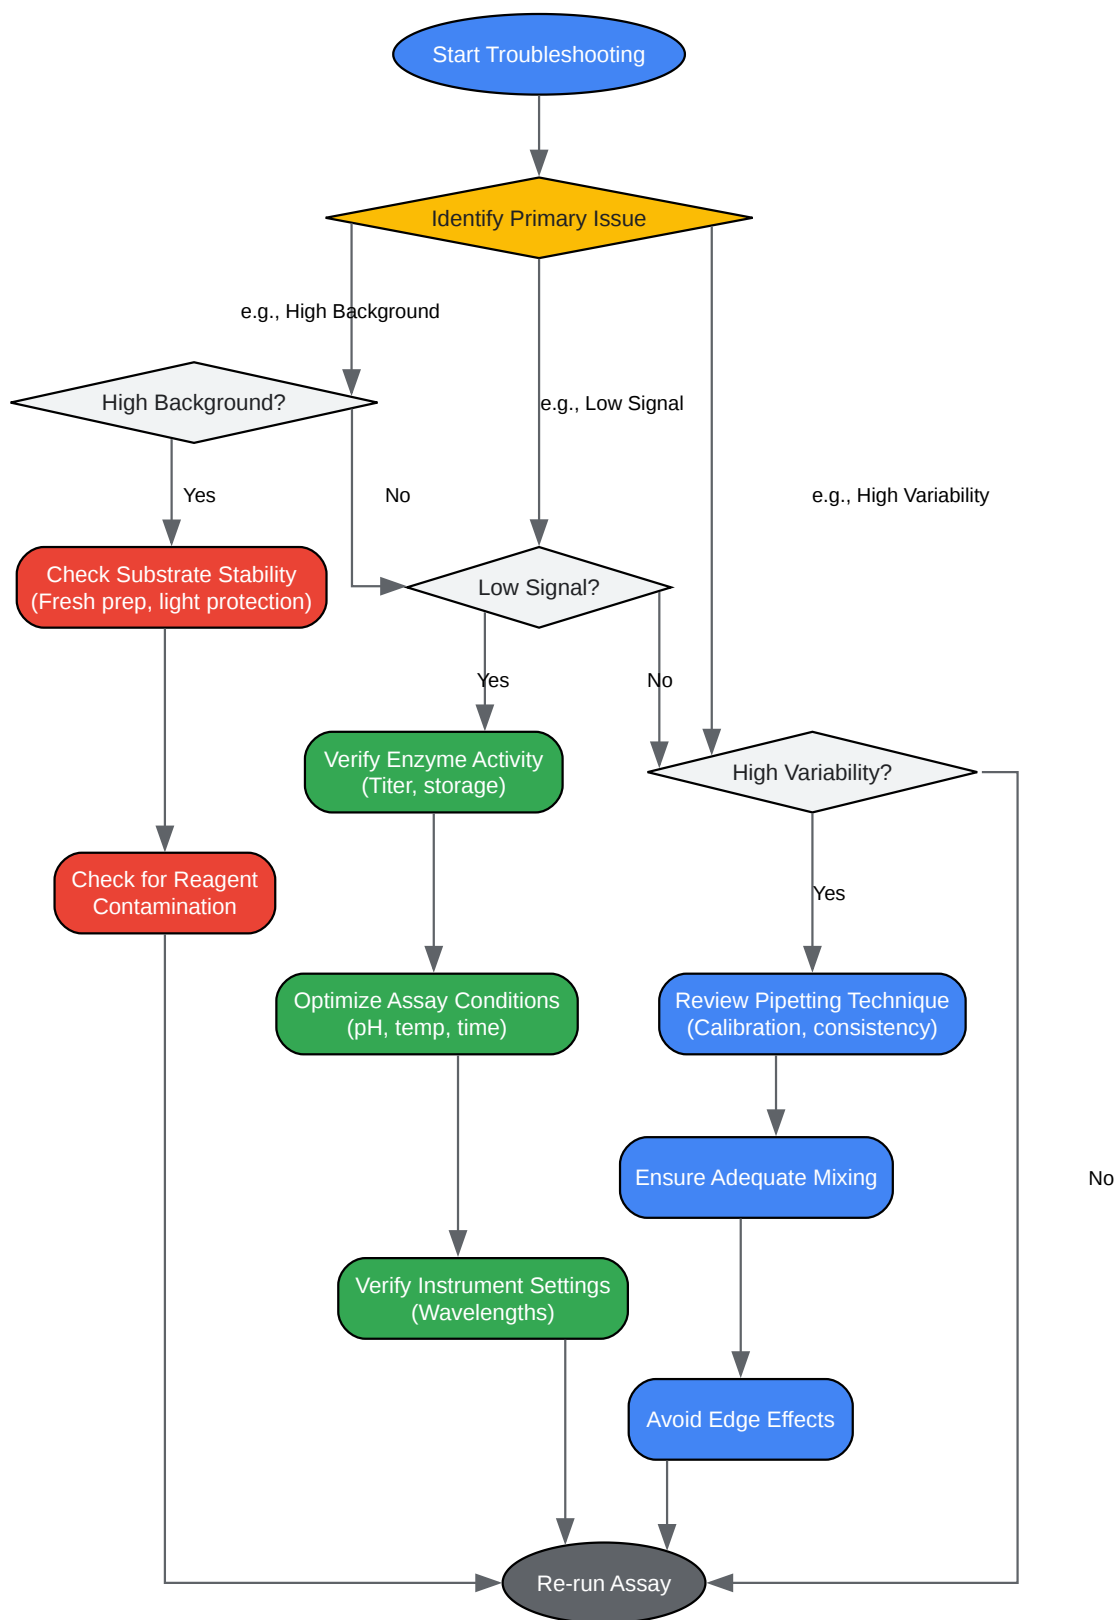 Start Troubleshooting
Identify Primary Issue
e.g., High Background
High Background?
e.g., Low Signal
Yes
No
e.g., High Variability
Check Substrate Stability
(Fresh prep, light protection)
Low Signal?
Yes
No
Verify Enzyme Activity
(Titer, storage)
High Variability?
Check for Reagent
Contamination
Yes
Optimize Assay Conditions
(pH, temp, time)
Review Pipetting Technique
(Calibration, consistency)
Ensure Adequate Mixing
No
Verify Instrument Settings
(Wavelengths)
Avoid Edge Effects
Re-run Assay